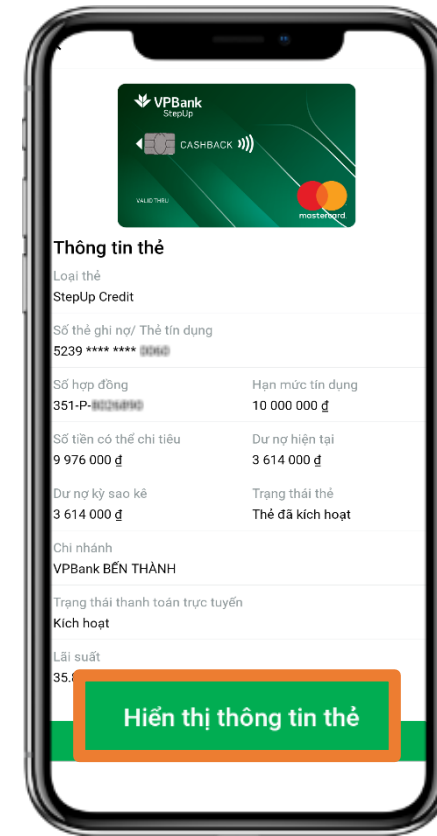 VPBank
StepUp
CASHBACK
VALID THRU
mastercard
Thông tin thẻ
Loại thẻ
StepUp Credit
Số thẻ ghi nợ/ Thẻ tín dụng
5239 **** ****
Số hợp đồng
351-P-
Hạn mức tín dụng
10 000 000 ₫
Số tiền có thể chi tiêu
9 976 000 ₫
Dư nợ hiện tại
3 614 000 ₫
Dư nợ kỳ sao kê
3 614 000 ₫
Trạng thái thẻ
Thẻ đã kích hoạt
Chi nhánh
VPBank BẾN THÀNH
Trạng thái thanh toán trực tuyến
Kích hoạt
Lãi suất
35.
Hiển thị thông tin thẻ